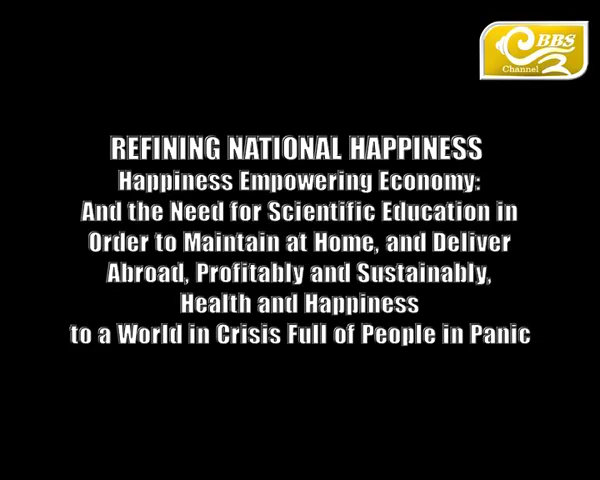 BBS
Channel 2
REFINING NATIONAL HAPPINESS
Happiness Empowering Economy:
And the Need for Scientific Education in
Order to Maintain at Home, and Deliver
Abroad, Profitably and Sustainably,
Health and Happiness
to a World in Crisis Full of People in Panic